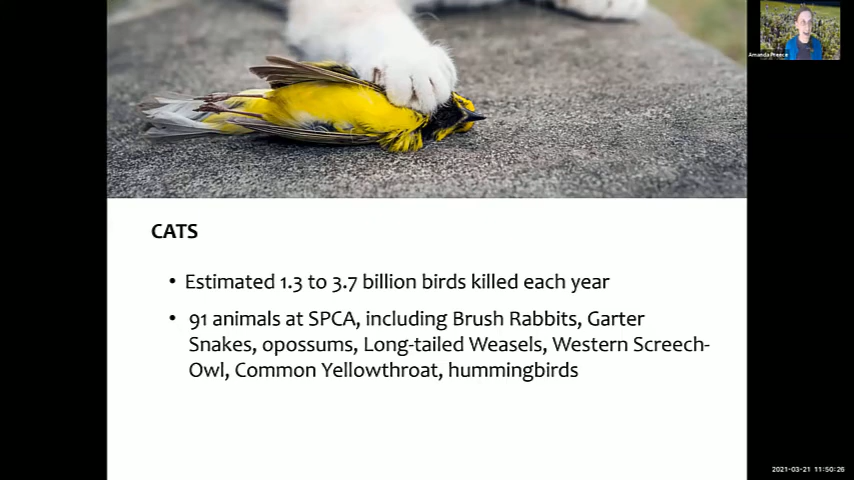 Amanda Preece
CATS
• Estimated 1.3 to 3.7 billion birds killed each year
• 91 animals at SPCA, including Brush Rabbits, Garter
Snakes, opossums, Long-tailed Weasels, Western Screech-
Owl, Common Yellowthroat, hummingbirds
2021-03-21 11:50:26